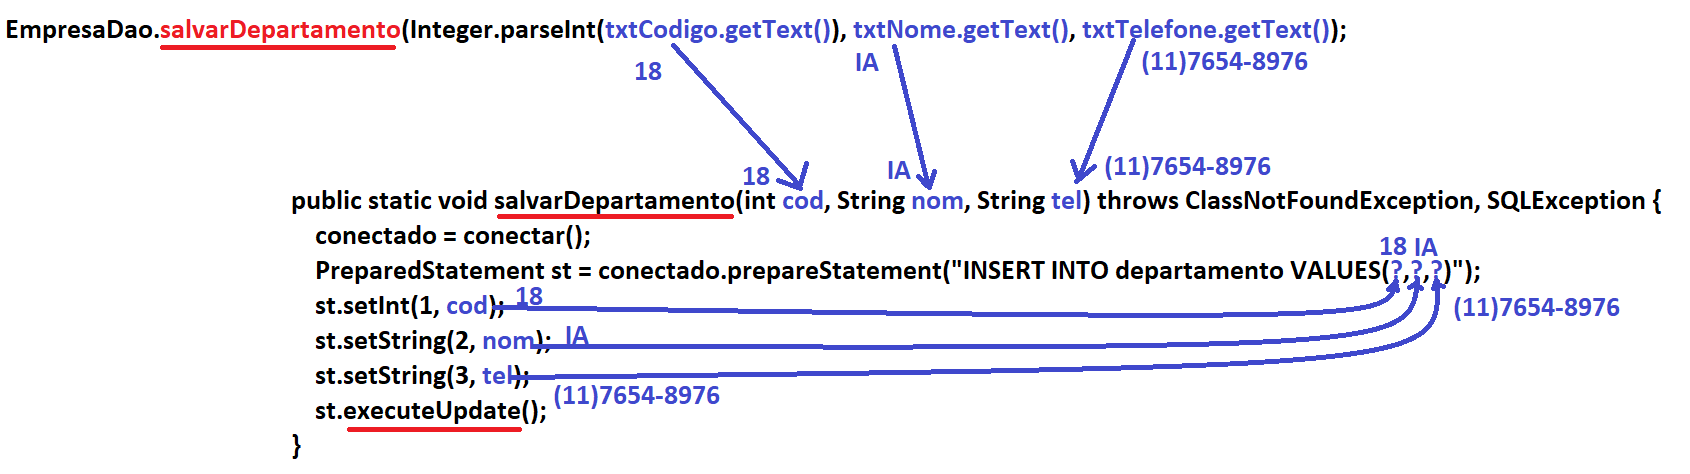 EmpresaDao.salvarDepartamento(Integer.parseInt(txtCodigo.getText()), txtNome.getText(), txtTelefone.getText());
18 IA (11)7654-8976
18 IA (11)7654-8976
public static void salvarDepartamento(int cod, String nom, String tel) throws ClassNotFoundException, SQLException {
conectado = conectar();
18 IA
PreparedStatement st = conectado.prepareStatement("INSERT INTO departamento VALUES(?,?,?)");
st.setInt(1, cod); 18 (11)7654-8976
st.setString(2, nom); IA
st.setString(3, tel);
(11)7654-8976
st.executeUpdate();
}